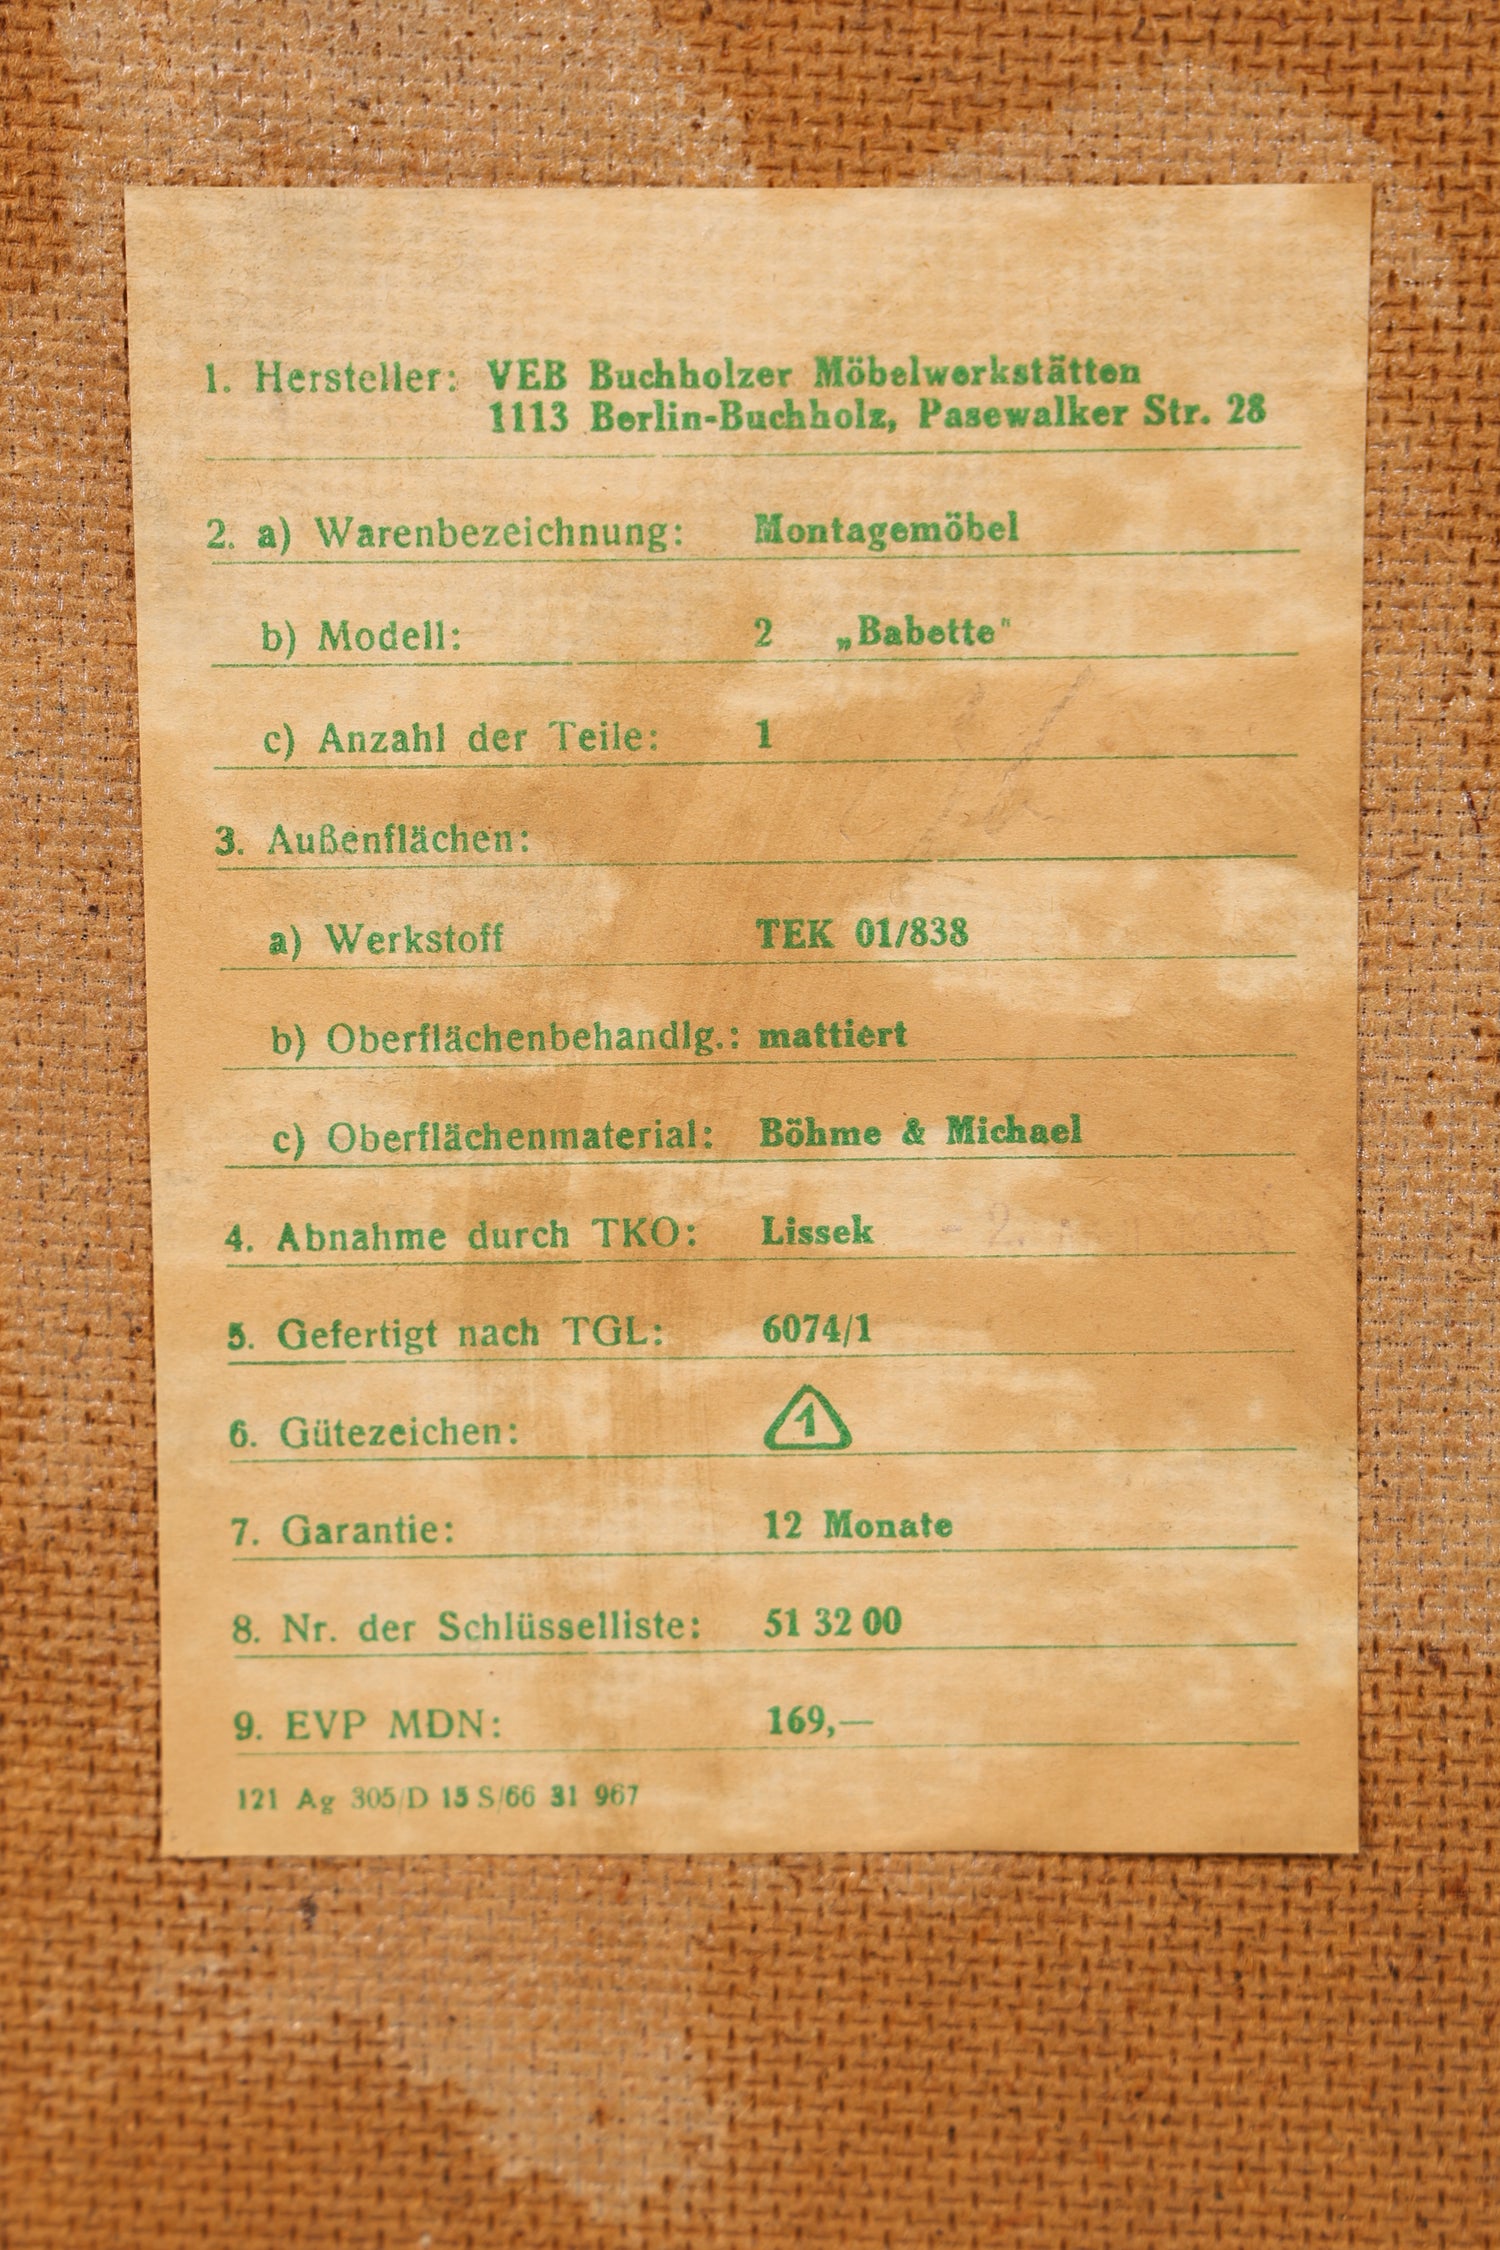 1. Hersteller: VEB Buchholzer Möbelwerkstätten
1113 Berlin-Buchholz, Pasewalker Str. 28
2. a) Warenbezeichnung: Montagemöbel
b) Modell: 2 „Babette"
c) Anzahl der Teile: 1
3. Außenflächen:
a) Werkstoff TEK 01/838
b) Oberflächenbehandlg.: mattiert
c) Oberflächenmaterial: Böhme & Michael
4. Abnahme durch TKO: Lissek
5. Gefertigt nach TGL: 6074/1
6. Gütezeichen: 1
7. Garantie: 12 Monate
8. Nr. der Schlüsselliste: 51 32 00
9. EVP MDN: 169,—
121 Ag 305/D 15 S/66 31 967